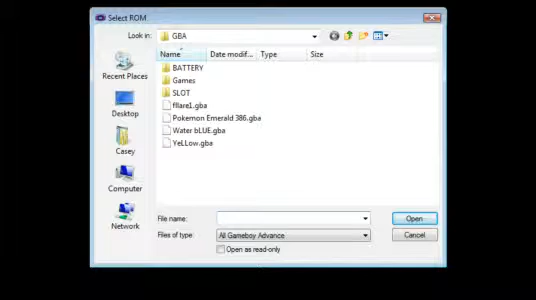 Select ROM
Look in:
GBA
Name
Date modif...
Type
Size
BATTERY
Games
SLOT
fllare1.gba
Pokemon Emerald 386.gba
Water bLUE.gba
YeLLow.gba
Recent Places
Desktop
Casey
Computer
Network
File name:
Open
Files of type:
All Gameboy Advance
Cancel
Open as read-only